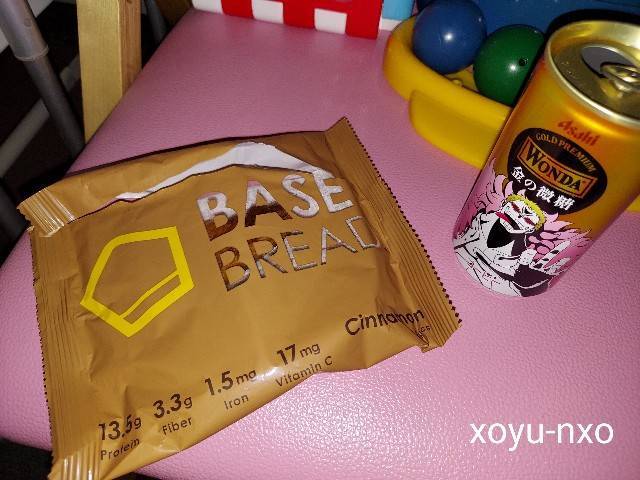 BASE
BREAD
Cinnamon
13.5g
Protein
3.3g
Fiber
1.5mg
Iron
17mg
Vitamin C
Asahi
GOLD PREMIUM
WONDA
金の微糖
xoyu-nxo